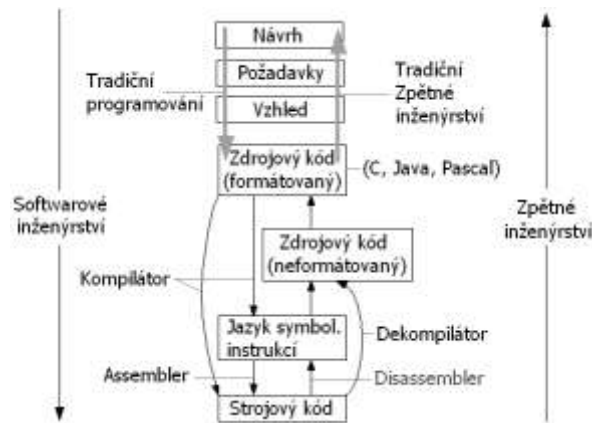 Návrh
Požadavky
Vzhled
Tradiční
programování
Tradiční
Zpětné
inženýrství
Zdrojový kód
(formátovaný)
(C, Java, Pascal)
Softwarové
inženýrství
Zpětné
inženýrství
Zdrojový kód
(neformátovaný)
Kompilátor
Jazyk symbol.
instrukcí
Dekompilátor
Assembler
Disassembler
Strojový kód